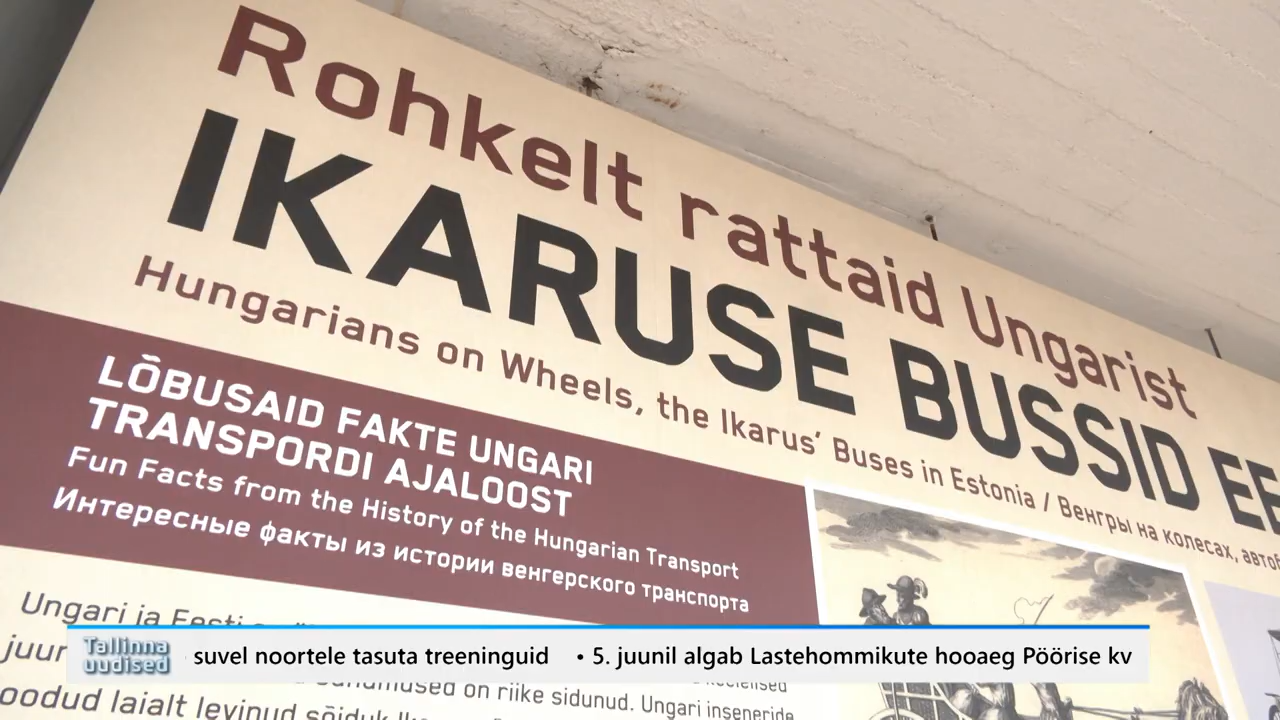 Rohkelt rattaid Ungarist
IKARUSE BUSSID
Hungarians on Wheels, the Ikarus' Buses in Estonia / Венгры на колесах,
LÕBUSAID FAKTE UNGARI
TRANSPORDI AJALOOST
Fun Facts from the History of the Hungarian Transport
Интересные факты из истории венгерского транспорта
Ungari ja Eesti
on riike sidunud. Ungari inseneride
laialt levinud sõiduk
Tallinna
uudised
suvel noortele tasuta treeninguid • 5. juunil algab Lastehommikute hooaeg Pöörise kv